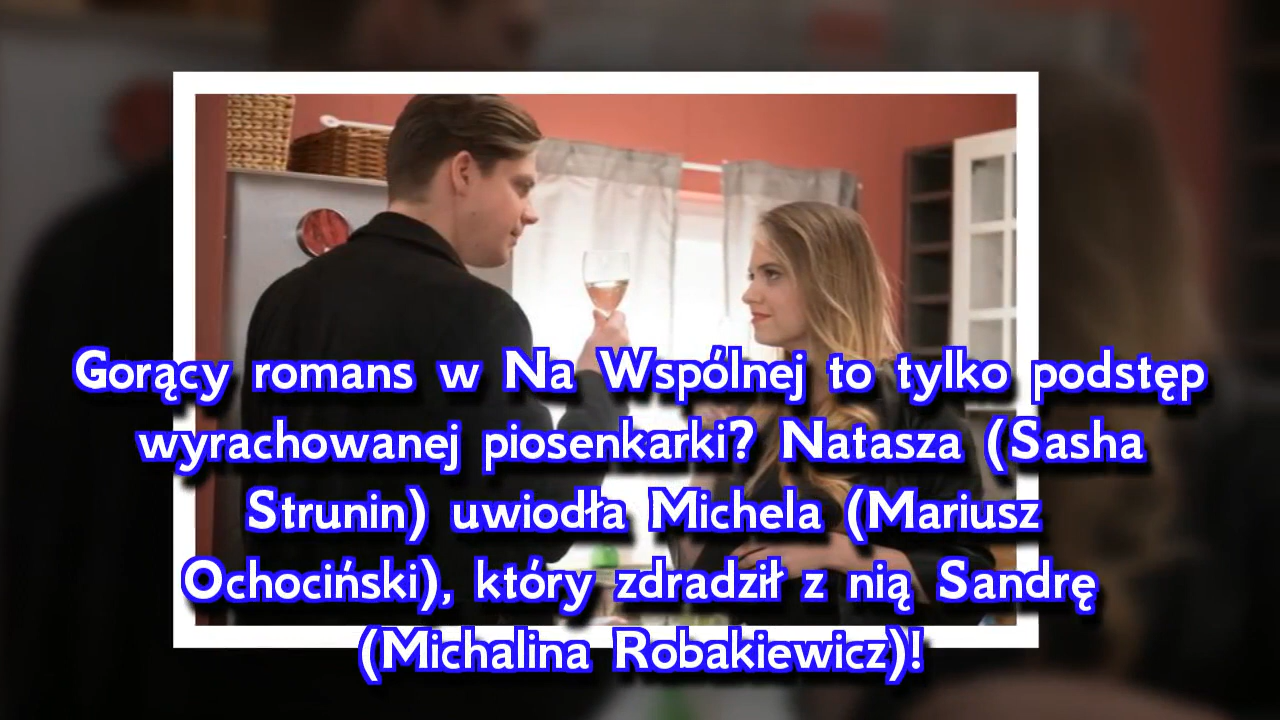 Gorący romans w Na Wspólnej to tylko podstęp
wyrachowanej piosenkarki? Natasza (Sasha
Strunin) uwiodła Michela (Mariusz
Ochociński), który zdradził z nią Sandrę
(Michalina Robakiewicz)!